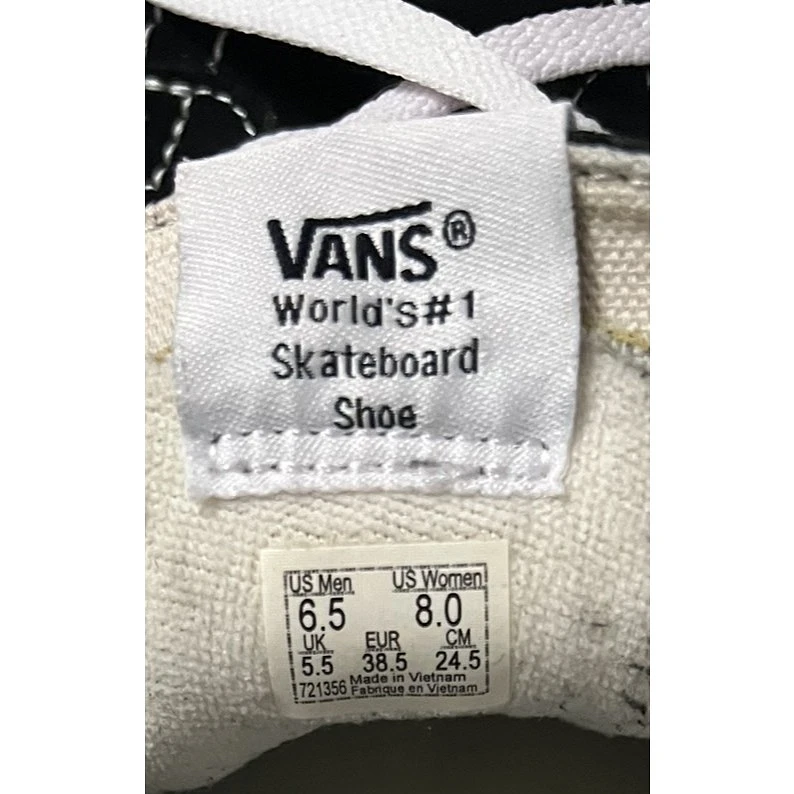 VANS®
World's#1
Skateboard
Shoe
US Men US Women
6.5 8.0
UK EUR CM
5.5 38.5 24.5
721356 Made in Vietnam
Fabrique en Vietnam